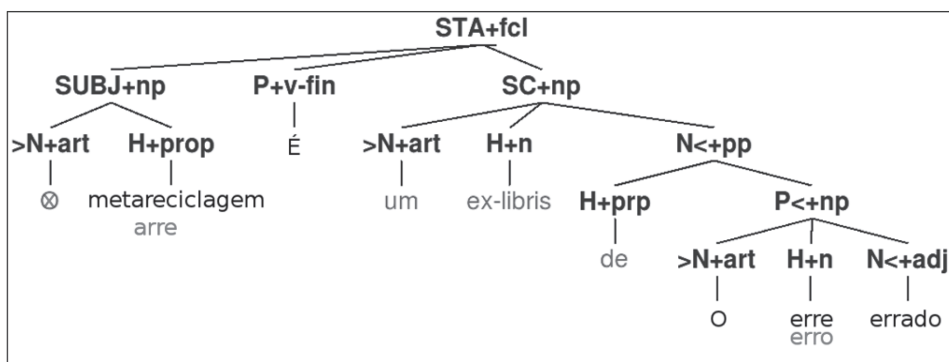 STA+fcl
SUBJ+np P+v-fin SC+np
>N+art H+prop É >N+art H+n N<+pp
⊗ metareciclagem um ex-libris H+prp P<+np
arre
de >N+art H+n N<+adj
O erre errado
erro